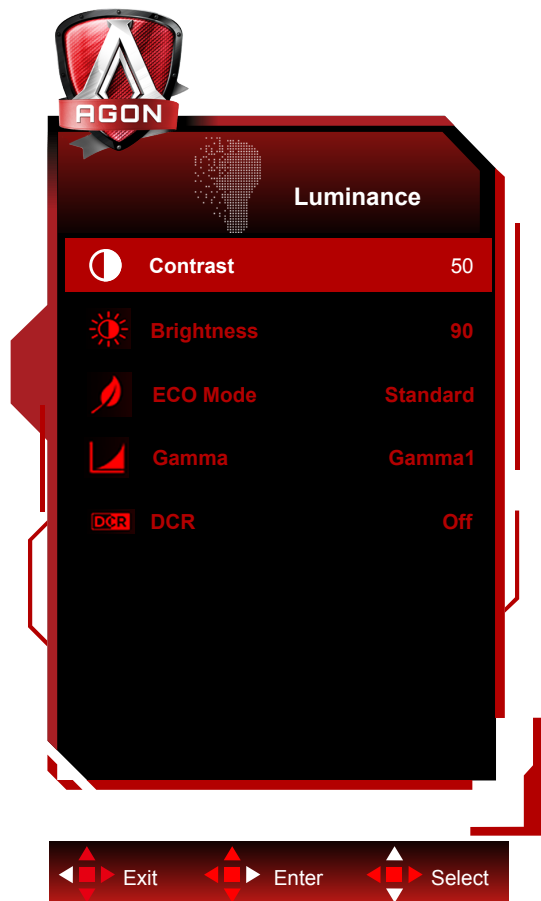 AGON
Luminance
Contrast 50
Brightness 90
ECO Mode Standard
Gamma Gamma1
DCR DCR Off
Exit Enter Select